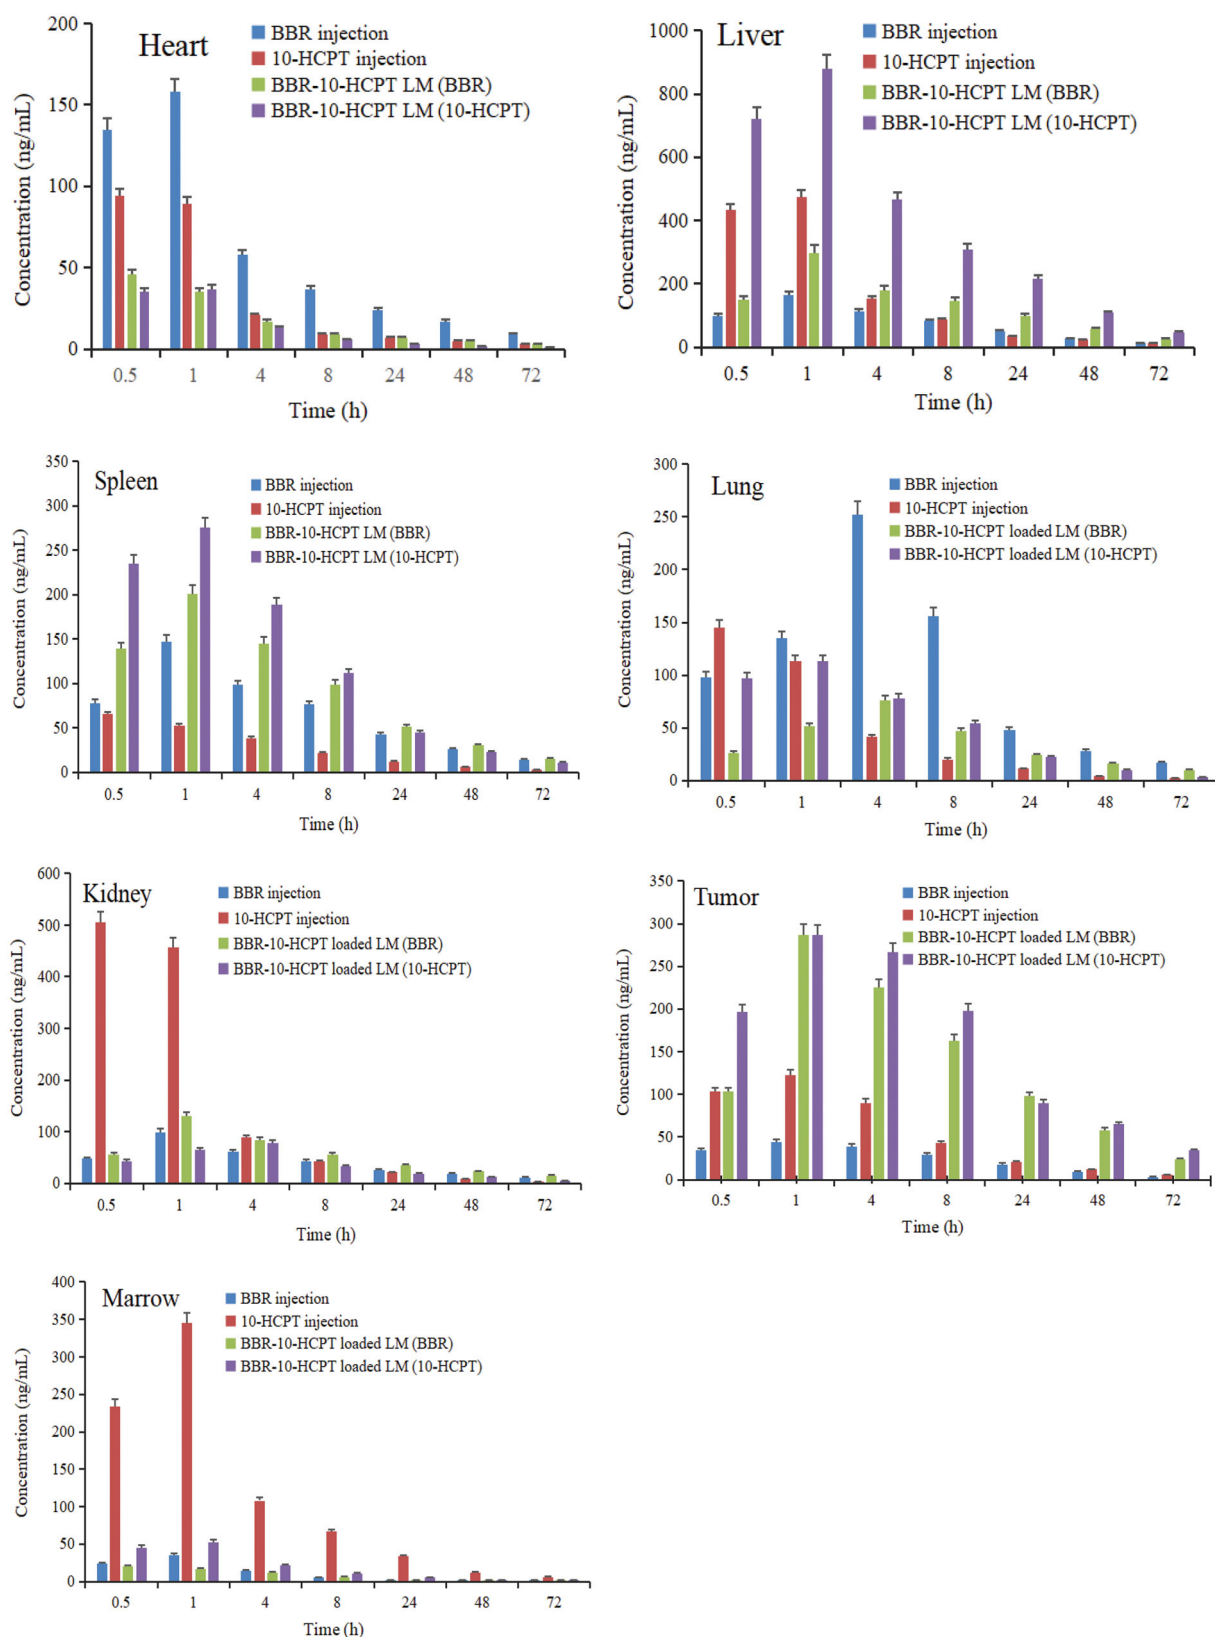 Heart
BBR injection
10-HCPT injection
BBR-10-HCPT LM (BBR)
BBR-10-HCPT LM (10-HCPT)
Concentration (ng/mL)
200
150
100
50
0
0.5 1 4 8 24 48 72
Time (h)
Liver
BBR injection
10-HCPT injection
BBR-10-HCPT LM (BBR)
BBR-10-HCPT LM (10-HCPT)
Concentration (ng/mL)
1000
800
600
400
200
0
0.5 1 4 8 24 48 72
Time (h)
Spleen
BBR injection
10-HCPT injection
BBR-10-HCPT LM (BBR)
BBR-10-HCPT LM (10-HCPT)
Concentration (ng/mL)
350
300
250
200
150
100
50
0
0.5 1 4 8 24 48 72
Time (h)
Lung
BBR injection
10-HCPT injection
BBR-10-HCPT loaded LM (BBR)
BBR-10-HCPT loaded LM (10-HCPT)
Concentration (ng/mL)
300
250
200
150
100
50
0
0.5 1 4 8 24 48 72
Time (h)
Kidney
BBR injection
10-HCPT injection
BBR-10-HCPT loaded LM (BBR)
BBR-10-HCPT loaded LM (10-HCPT)
Concentration (ng/mL)
600
500
400
300
200
100
0
0.5 1 4 8 24 48 72
Time (h)
Tumor
BBR injection
10-HCPT injection
BBR-10-HCPT loaded LM (BBR)
BBR-10-HCPT loaded LM (10-HCPT)
Concentration (ng/mL)
350
300
250
200
150
100
50
0
0.5 1 4 8 24 48 72
Time (h)
Marrow
BBR injection
10-HCPT injection
BBR-10-HCPT loaded LM (BBR)
BBR-10-HCPT loaded LM (10-HCPT)
Concentration (ng/mL)
400
350
300
250
200
150
100
50
0
0.5 1 4 8 24 48 72
Time (h)